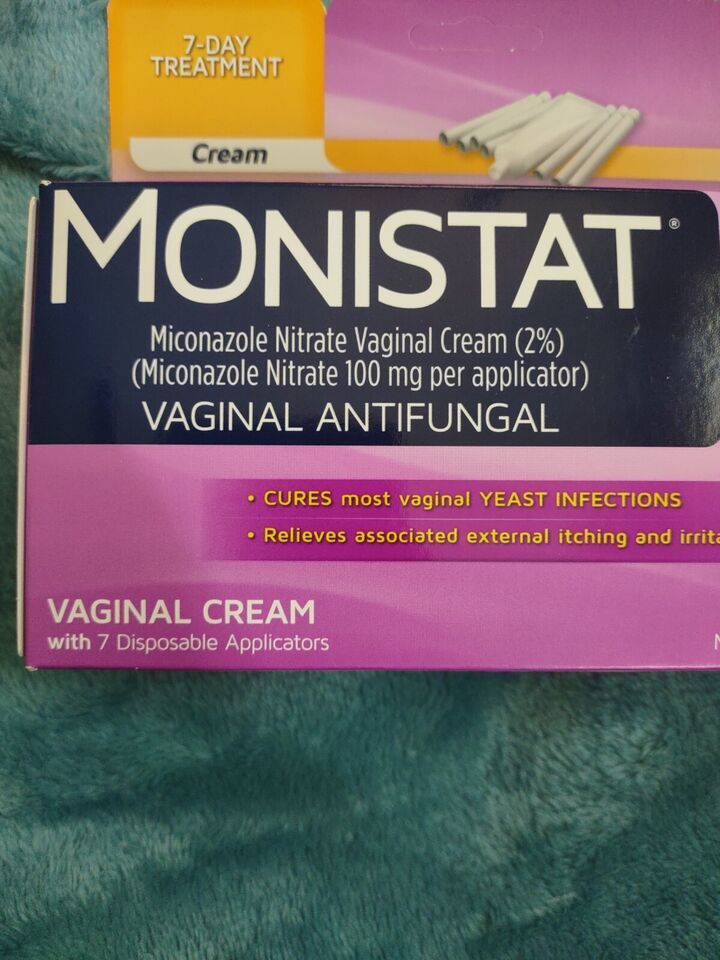 7-DAY
TREATMENT
Cream
MONISTAT®
Miconazole Nitrate Vaginal Cream (2%)
(Miconazole Nitrate 100 mg per applicator)
VAGINAL ANTIFUNGAL
• CURES most vaginal YEAST INFECTIONS
• Relieves associated external itching and
VAGINAL CREAM
with 7 Disposable Applicators